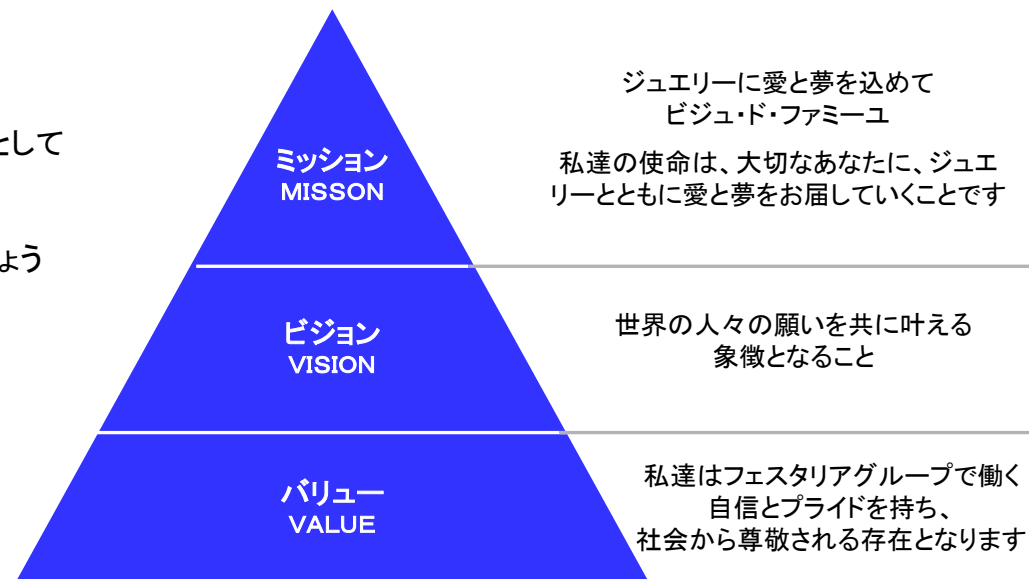 として
ょう
ミッション
MISSON
ジュエリーに愛と夢を込めて
ビジュ・ド・ファミーユ
私達の使命は、大切なあなたに、ジュエ
リーとともに愛と夢をお届していくことです
ビジョン
VISION
世界の人々の願いを共に叶える
象徴となること
バリュー
VALUE
私達はフェスタリアグループで働く
自信とプライドを持ち、
社会から尊敬される存在となります